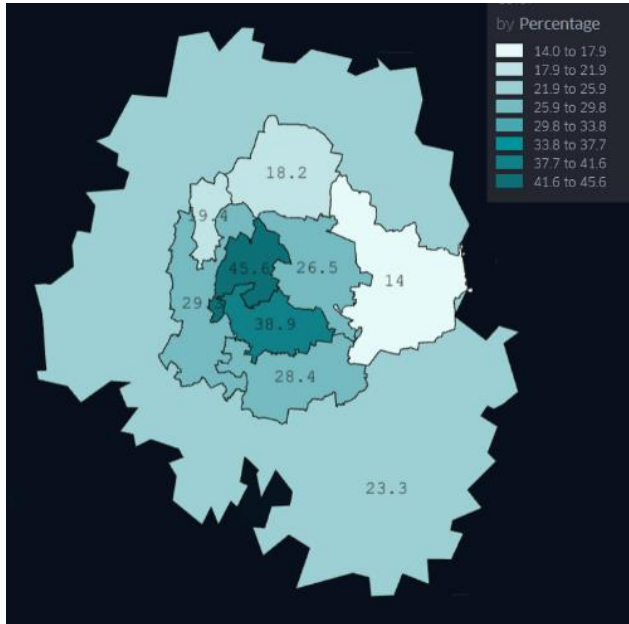 by Percentage
14.0 to 17.9
17.9 to 21.9
21.9 to 25.9
25.9 to 29.8
29.8 to 33.8
33.8 to 37.7
37.7 to 41.6
41.6 to 45.6
18.2
9.4
45.6
26.5
14
29
38.9
28.4
23.3